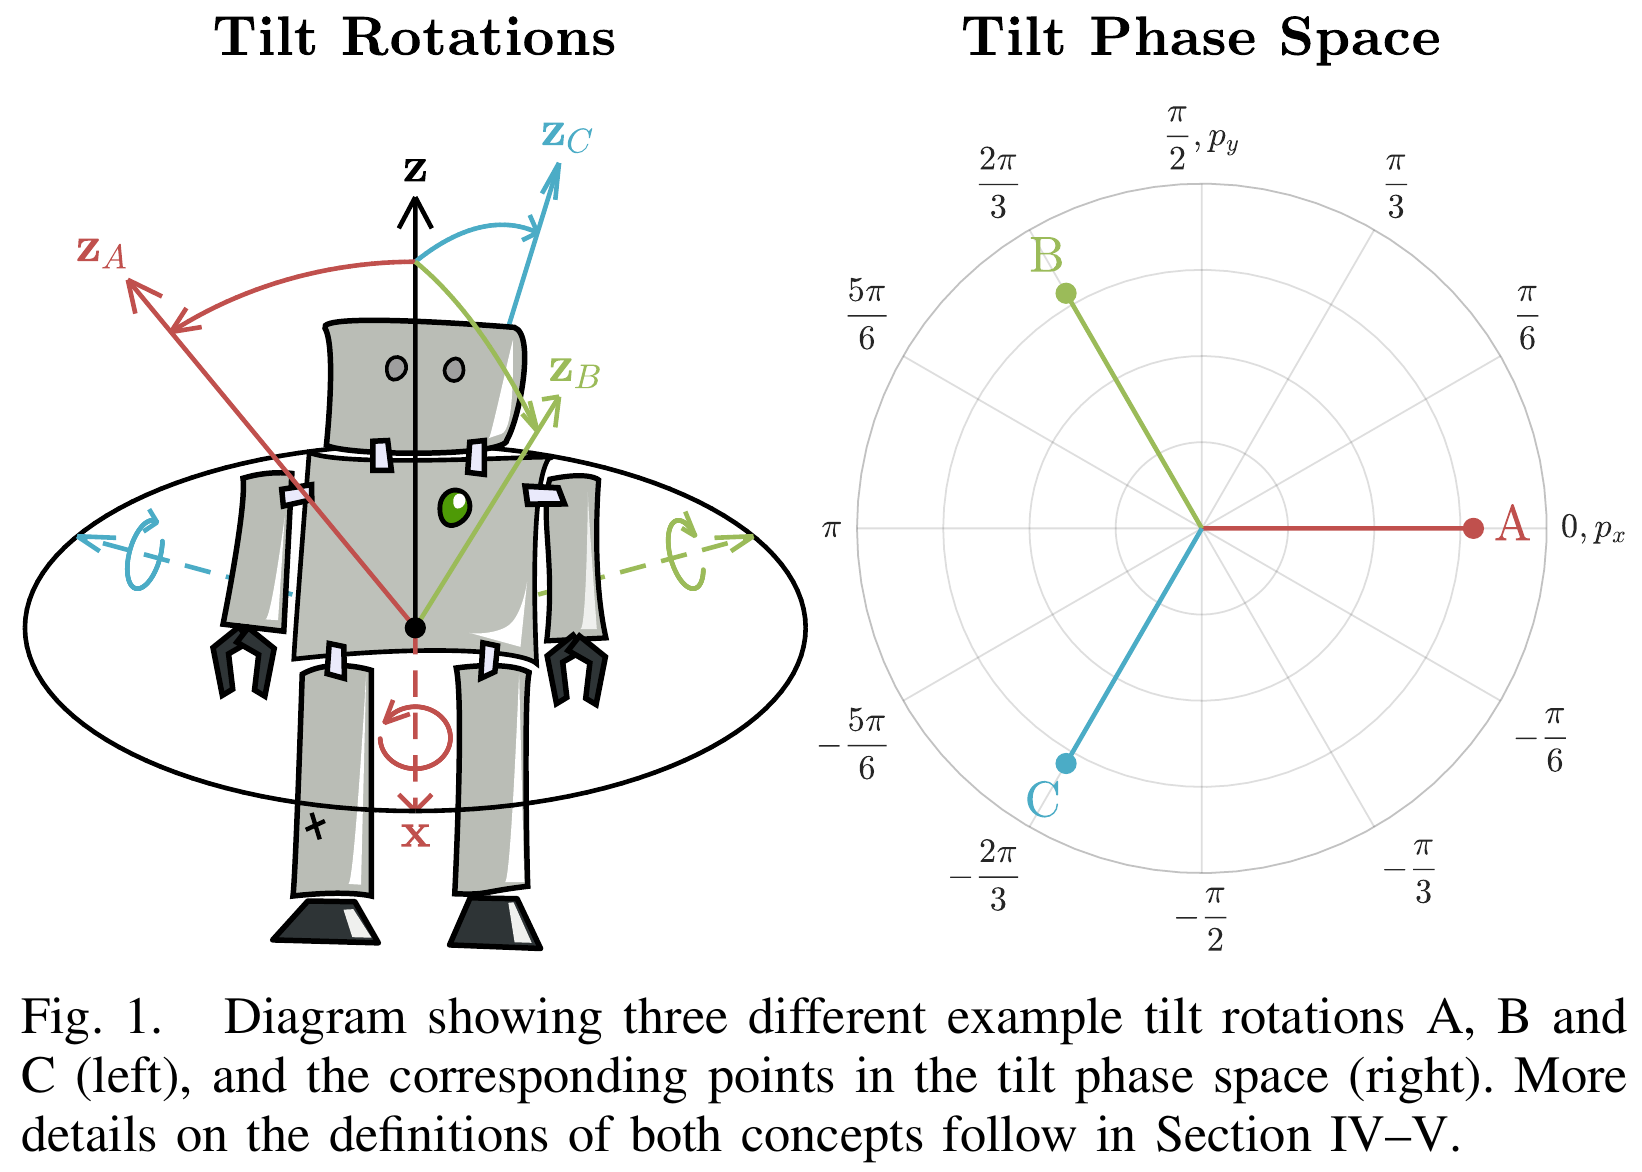 Tilt Rotations
z_C
z
z_A
z_B
x
Tilt Phase Space
π/2, p_y
2π/3
π/3
B
5π/6
π/6
π
A
0, p_x
−5π/6
−π/6
C
−2π/3
−π/3
−π/2
Fig. 1. Diagram showing three different example tilt rotations A, B and
C (left), and the corresponding points in the tilt phase space (right). More
details on the definitions of both concepts follow in Section IV–V.